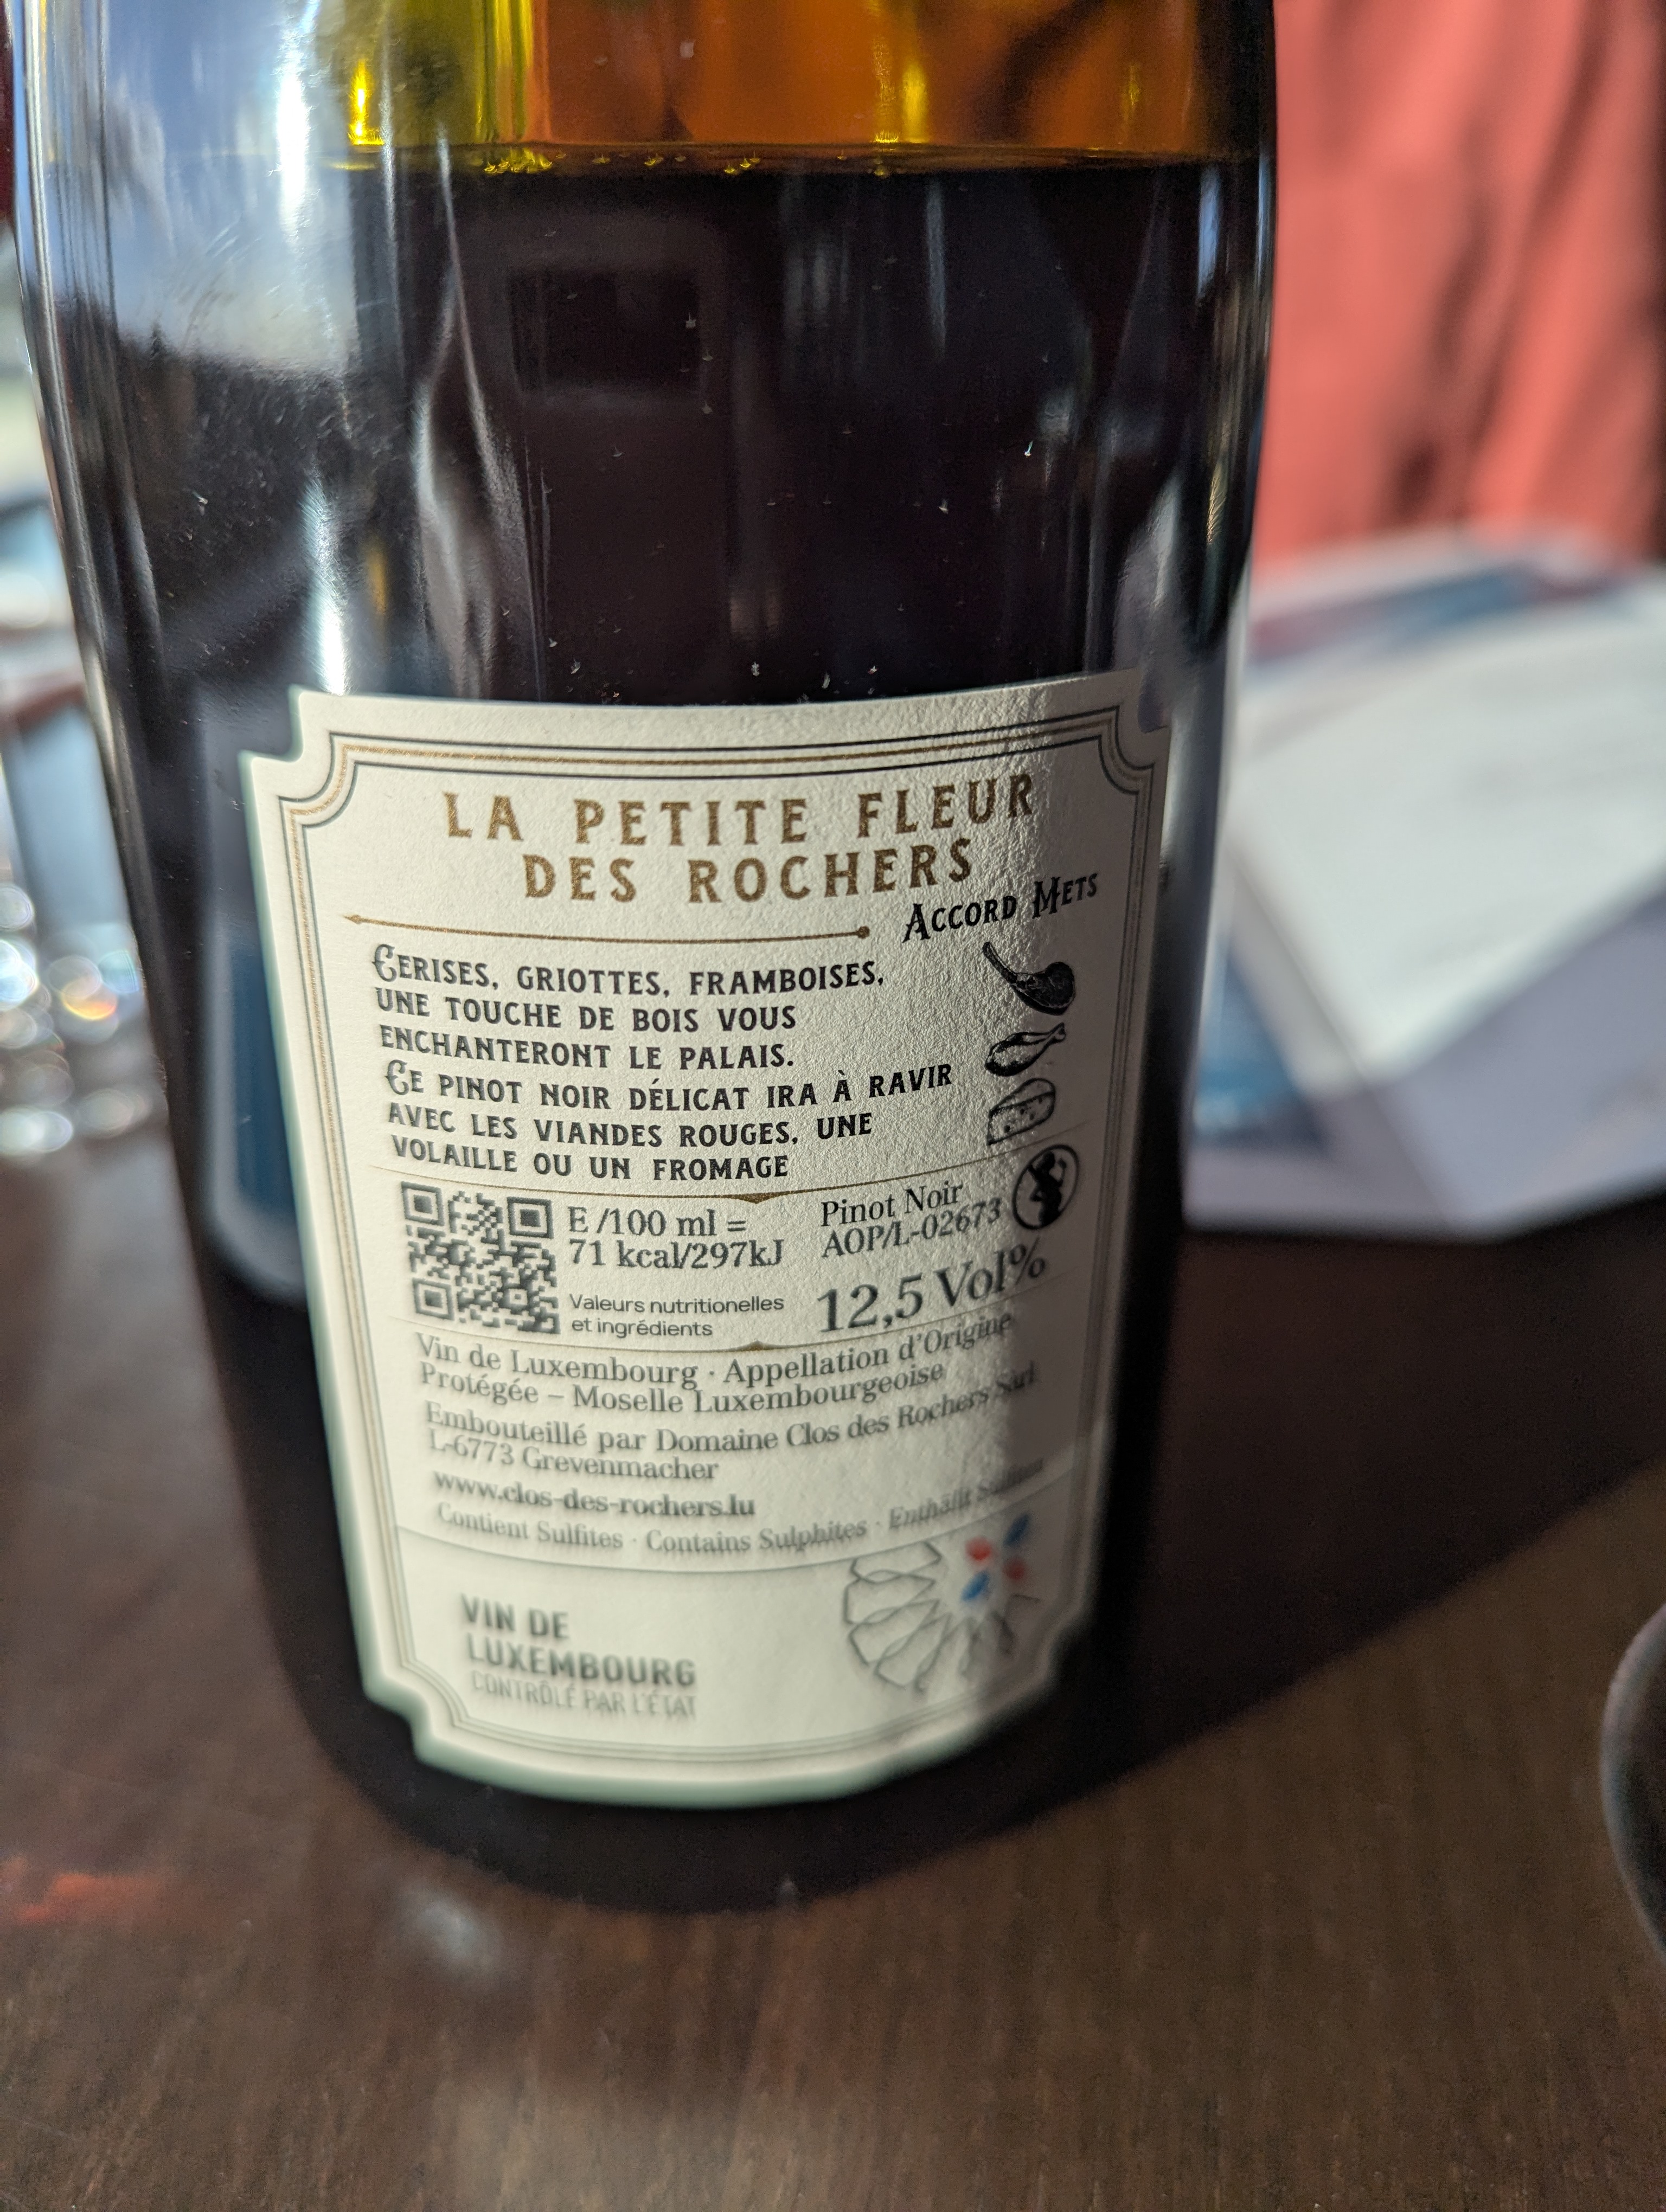 LA PETITE FLEUR
DES ROCHERS
ACCORD METS
CERISES, GRIOTTES, FRAMBOISES,
UNE TOUCHE DE BOIS VOUS
ENCHANTERONT LE PALAIS.
CE PINOT NOIR DÉLICAT IRA À RAVIR
AVEC LES VIANDES ROUGES, UNE
VOLAILLE OU UN FROMAGE
E /100 ml =
71 kcal/297kJ
Valeurs nutritionelles
et ingrédients
Pinot Noir
AOP/L-02673
12,5 Vol%
Vin de Luxembourg · Appellation d'Origine
Protégée – Moselle Luxembourgeoise
Embouteillé par Domaine Clos des Rochers Sàrl
L-6773 Grevenmacher
www.clos-des-rochers.lu
Contient Sulfites · Contains Sulphites · Enthält
VIN DE
LUXEMBOURG
CONTRÔLÉ PAR L'ÉTAT